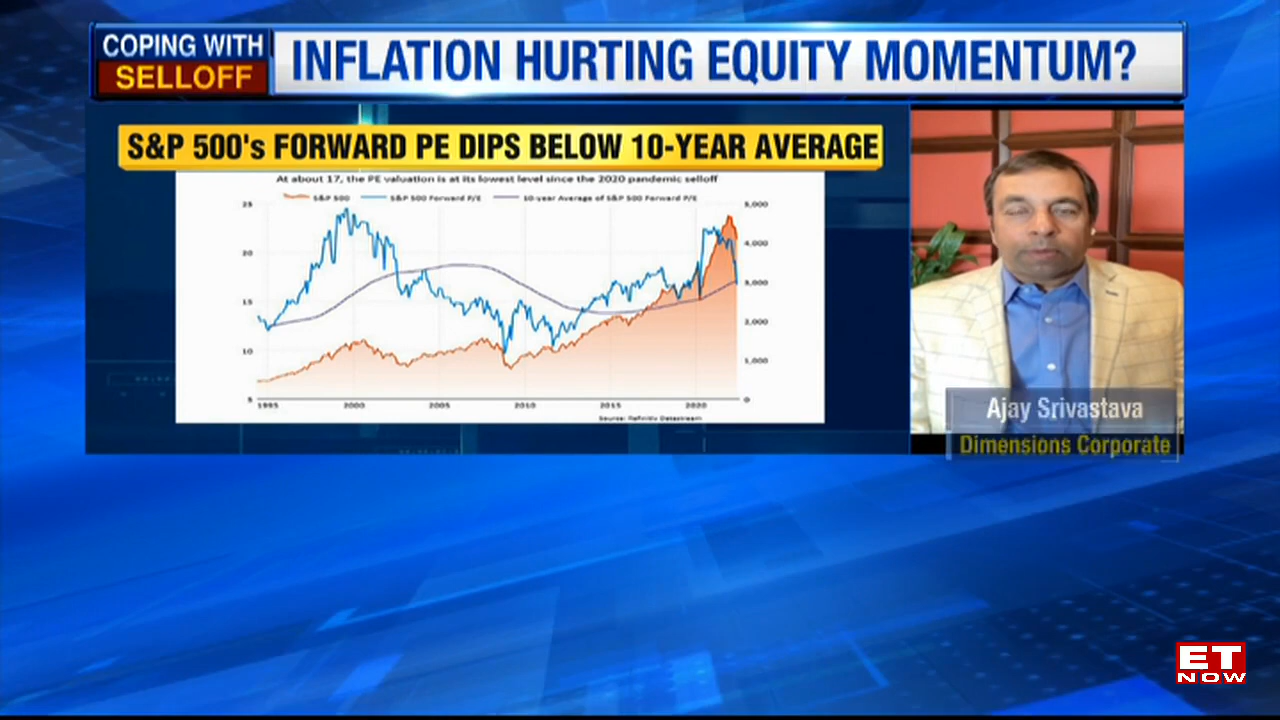 COPING WITH
SELLOFF
INFLATION HURTING EQUITY MOMENTUM?
S&P 500's FORWARD PE DIPS BELOW 10-YEAR AVERAGE
At about 17, the PE valuation is at its lowest level since the 2020 pandemic selloff
S&P 500 S&P 500 Forward P/E 10-year Average of S&P 500 Forward P/E
25 5,000
20 4,000
3,000
15 2,000
10 1,000
5 0
1995 2000 2005 2010 2015 2020
Source: Refinitiv Datastream
Ajay Srivastava
Dimensions Corporate
ET
NOW